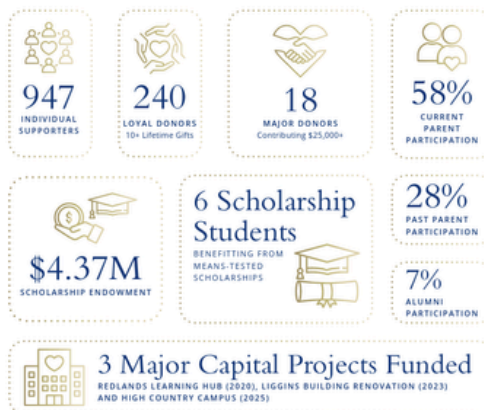 947
INDIVIDUAL
SUPPORTERS
240
LOYAL DONORS
10+ Lifetime Gifts
18
MAJOR DONORS
Contributing $25,000+
58%
CURRENT
PARENT
PARTICIPATION
$4.37M
SCHOLARSHIP ENDOWMENT
6 Scholarship
Students
BENEFITTING FROM
MEANS-TESTED
SCHOLARSHIPS
28%
PAST PARENT
PARTICIPATION
7%
ALUMNI
PARTICIPATION
3 Major Capital Projects Funded
REDLANDS LEARNING HUB (2020), LIGGINS BUILDING RENOVATION (2023)
AND HIGH COUNTRY CAMPUS (2025)